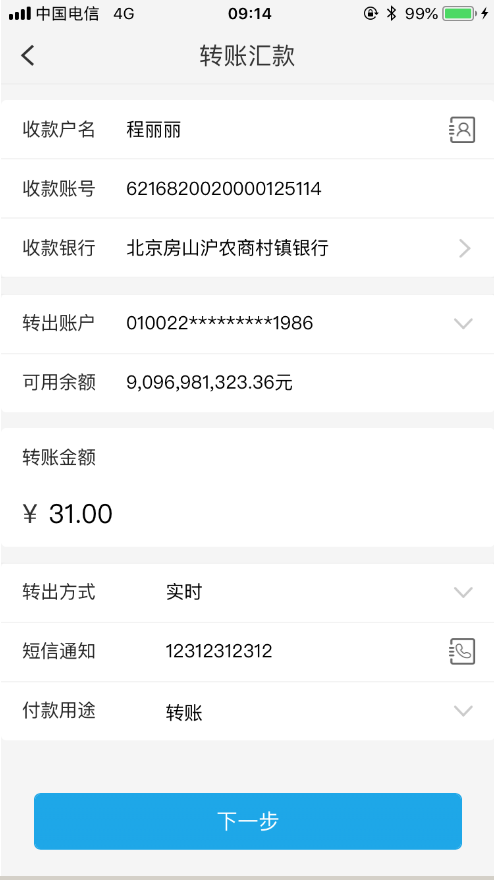 中国电信 4G 09:14 99%
转账汇款
收款户名 程丽丽
收款账号 6216820020000125114
收款银行 北京房山沪农商村镇银行
转出账户 010022*********1986
可用余额 9,096,981,323.36元
转账金额
¥ 31.00
转出方式 实时
短信通知 12312312312
付款用途 转账
下一步